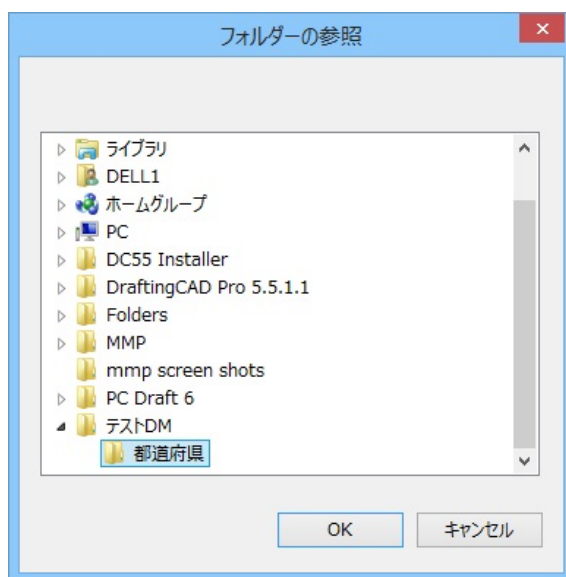 フォルダーの参照
ライブラリ
DELL1
ホームグループ
PC
DC55 Installer
DraftingCAD Pro 5.5.1.1
Folders
MMP
mmp screen shots
PC Draft 6
テストDM
都道府県
OK キャンセル